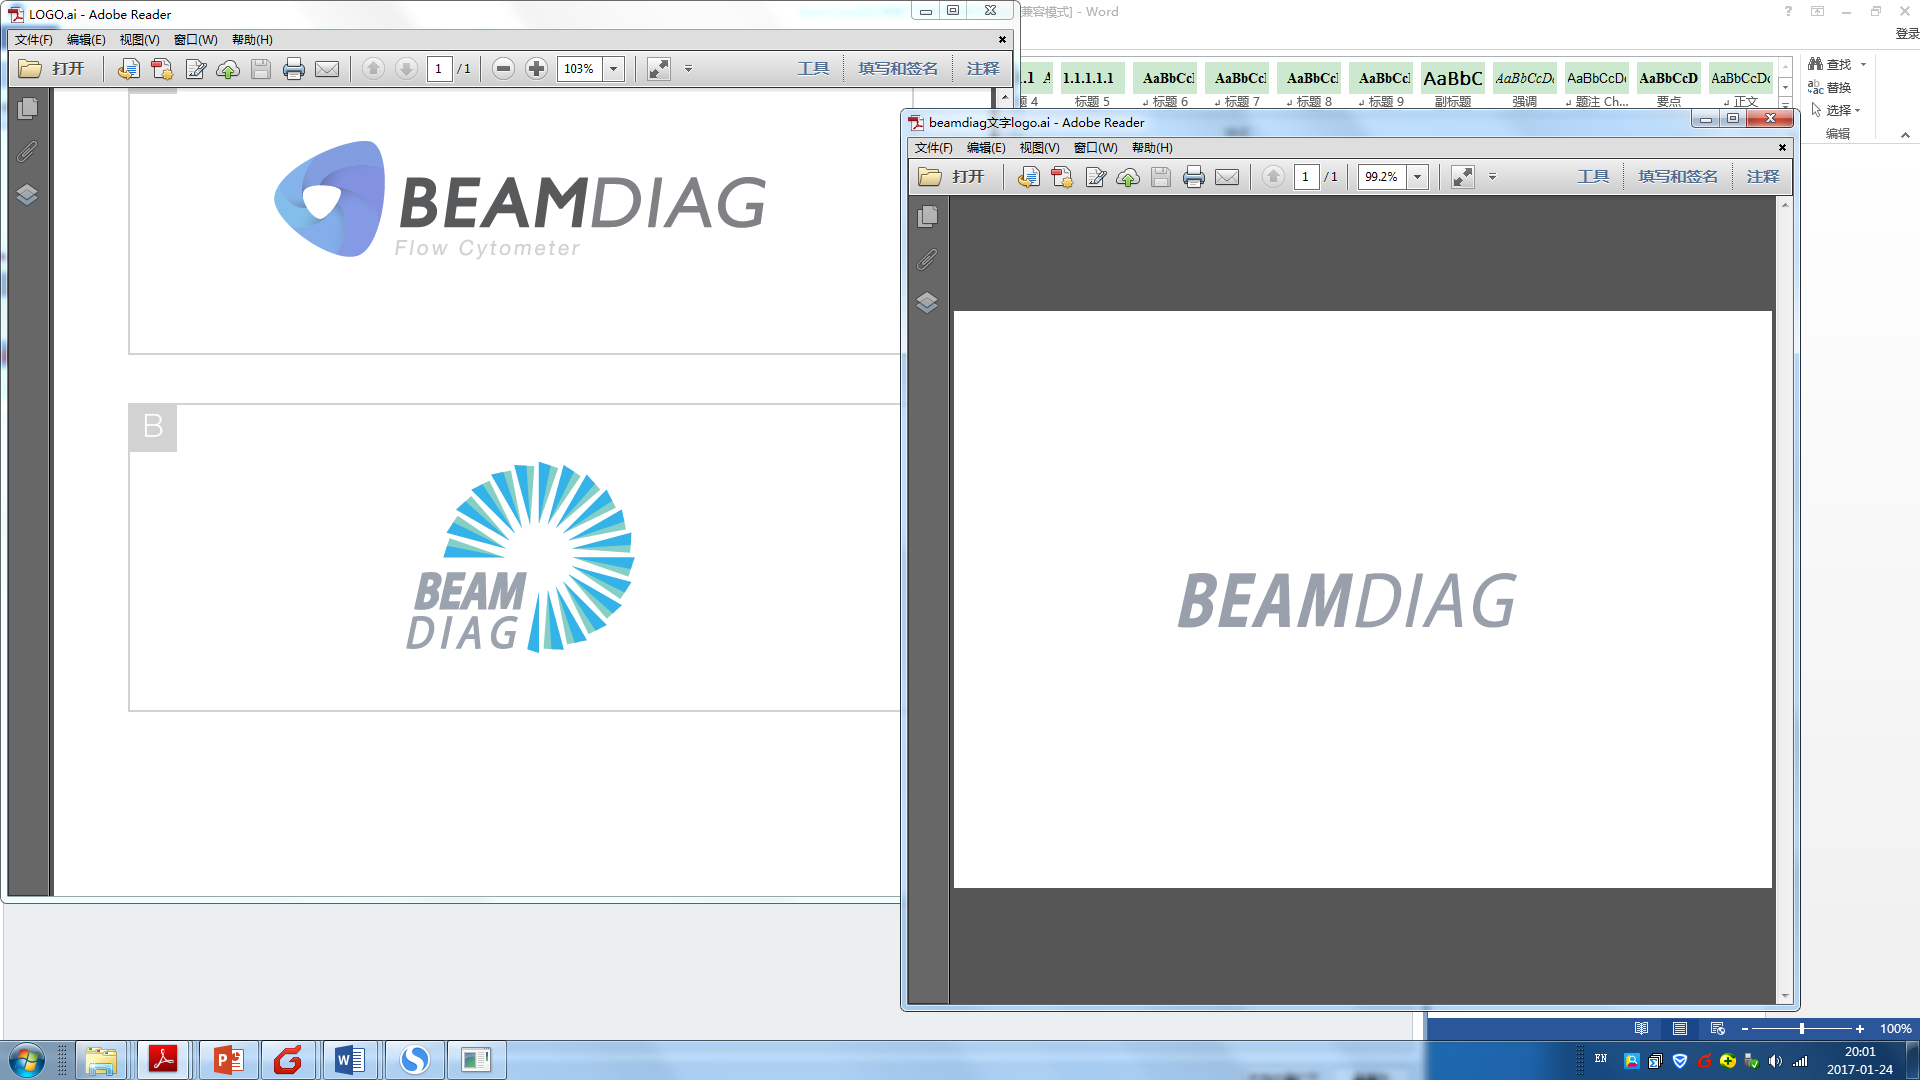 LOGO.ai - Adobe Reader
文件(F) 编辑(E) 视图(V) 窗口(W) 帮助(H)
打开 1 / 1 103% 工具 填写和签名 注释
BEAMDIAG
Flow Cytometer
B
BEAM
DIAG
[兼容模式] - Word
登录
1.1.1.1.1 AaBbCcI AaBbCcI AaBbCcI AaBbCcI AaBbC AaBbCcDc AaBbCcDc AaBbCcD AaBbCcDc
标题 5 标题 6 标题 7 标题 8 标题 9 副标题 强调 题注 Ch... 要点 正文
查找
替换
选择
编辑
beamdiag文字logo.ai - Adobe Reader
文件(F) 编辑(E) 视图(V) 窗口(W) 帮助(H)
打开 1 / 1 99.2% 工具 填写和签名 注释
BEAMDIAG
100%
EN
20:01
2017-01-24